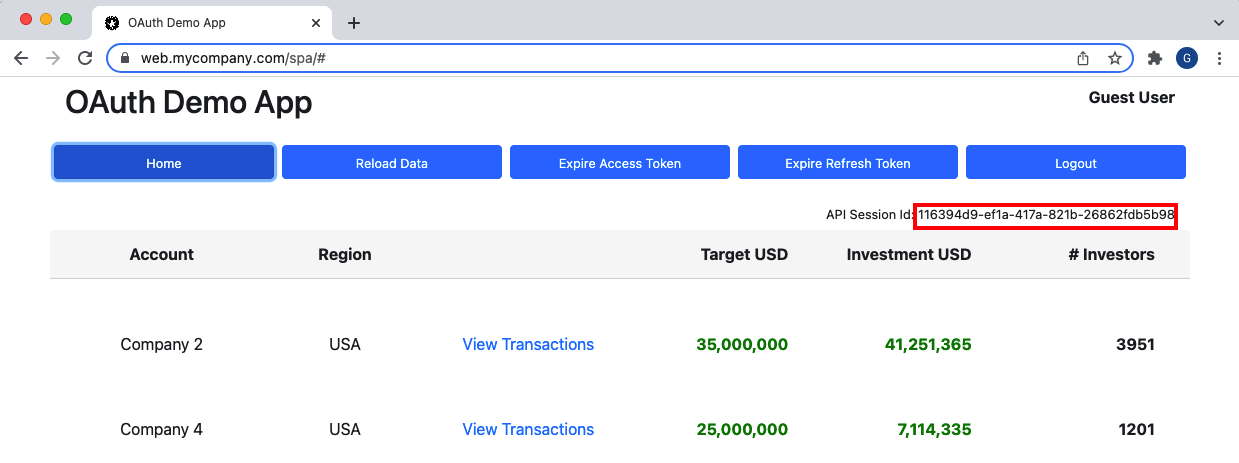 OAuth Demo App
web.mycompany.com/spa/#
G
OAuth Demo App
Guest User
Home Reload Data Expire Access Token Expire Refresh Token Logout
API Session Id: 116394d9-ef1a-417a-821b-26862fdb5b98
Account Region Target USD Investment USD # Investors
Company 2 USA View Transactions 35,000,000 41,251,365 3951
Company 4 USA View Transactions 25,000,000 7,114,335 1201